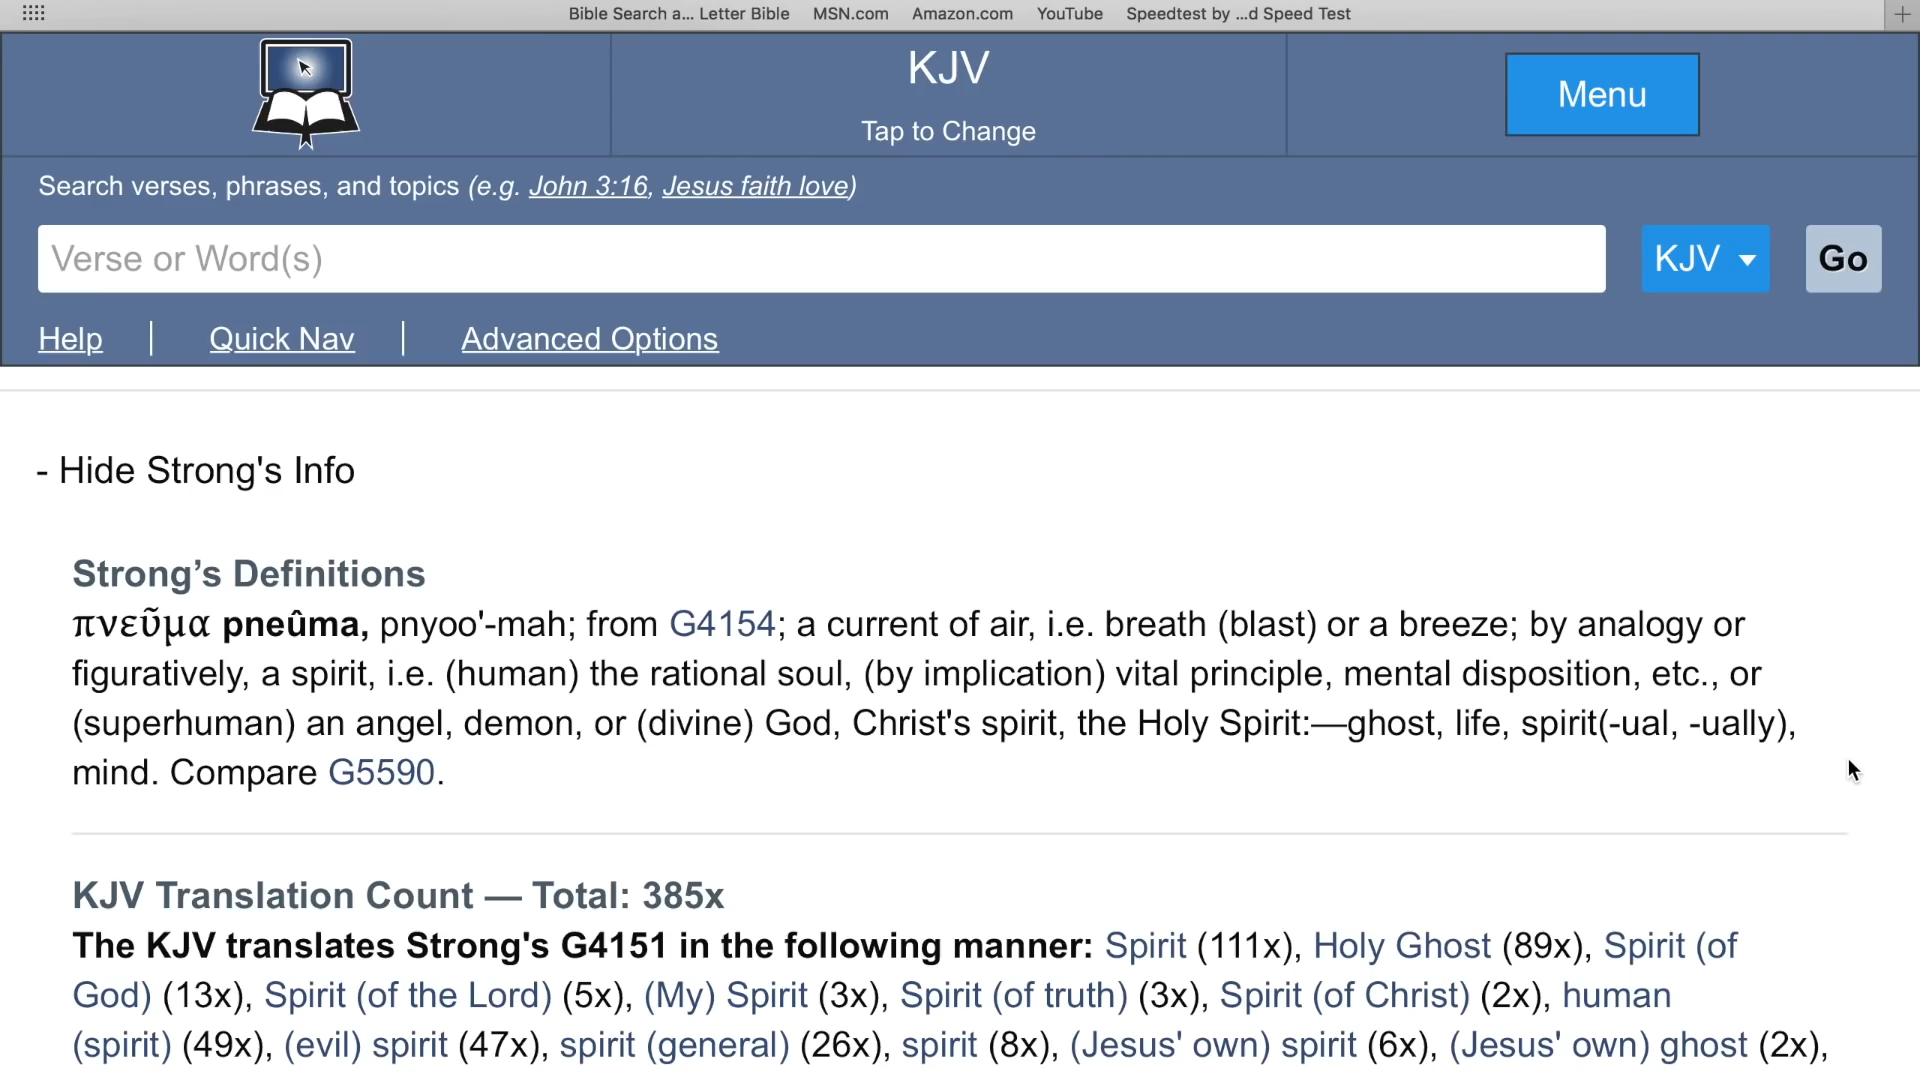 Bible Search a... Letter Bible MSN.com Amazon.com YouTube Speedtest by ...d Speed Test
KJV
Tap to Change
Menu
Search verses, phrases, and topics (e.g. John 3:16, Jesus faith love)
Verse or Word(s)
KJV
Go
Help | Quick Nav | Advanced Options
- Hide Strong's Info
Strong’s Definitions
πνεῦμα pneûma, pnyoo'-mah; from G4154; a current of air, i.e. breath (blast) or a breeze; by analogy or
figuratively, a spirit, i.e. (human) the rational soul, (by implication) vital principle, mental disposition, etc., or
(superhuman) an angel, demon, or (divine) God, Christ's spirit, the Holy Spirit:—ghost, life, spirit(-ual, -ually),
mind. Compare G5590.
KJV Translation Count — Total: 385x
The KJV translates Strong's G4151 in the following manner: Spirit (111x), Holy Ghost (89x), Spirit (of
God) (13x), Spirit (of the Lord) (5x), (My) Spirit (3x), Spirit (of truth) (3x), Spirit (of Christ) (2x), human
(spirit) (49x), (evil) spirit (47x), spirit (general) (26x), spirit (8x), (Jesus' own) spirit (6x), (Jesus' own) ghost (2x),